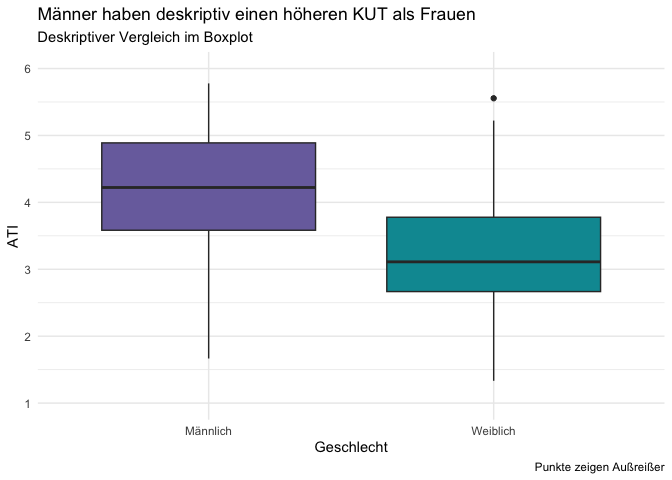 Männer haben deskriptiv einen höheren KUT als Frauen
Deskriptiver Vergleich im Boxplot
6
5
4
3
2
1
ATI
Männlich
Weiblich
Geschlecht
Punkte zeigen Außreißer